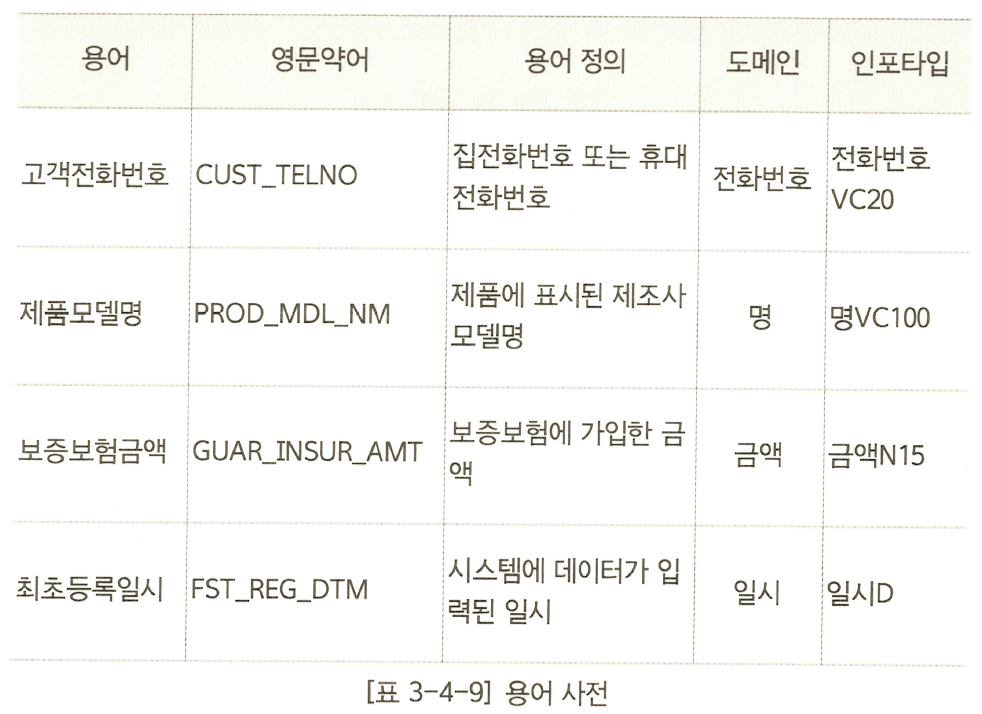 용어 영문약어 용어 정의 도메인 인포타입
고객전화번호 CUST_TELNO 집전화번호 또는 휴대 전화번호 전화번호 전화번호 VC20
제품모델명 PROD_MDL_NM 제품에 표시된 제조사 모델명 명 명VC100
보증보험금액 GUAR_INSUR_AMT 보증보험에 가입한 금액 금액 금액N15
최초등록일시 FST_REG_DTM 시스템에 데이터가 입력된 일시 일시 일시D
[표 3-4-9] 용어 사전